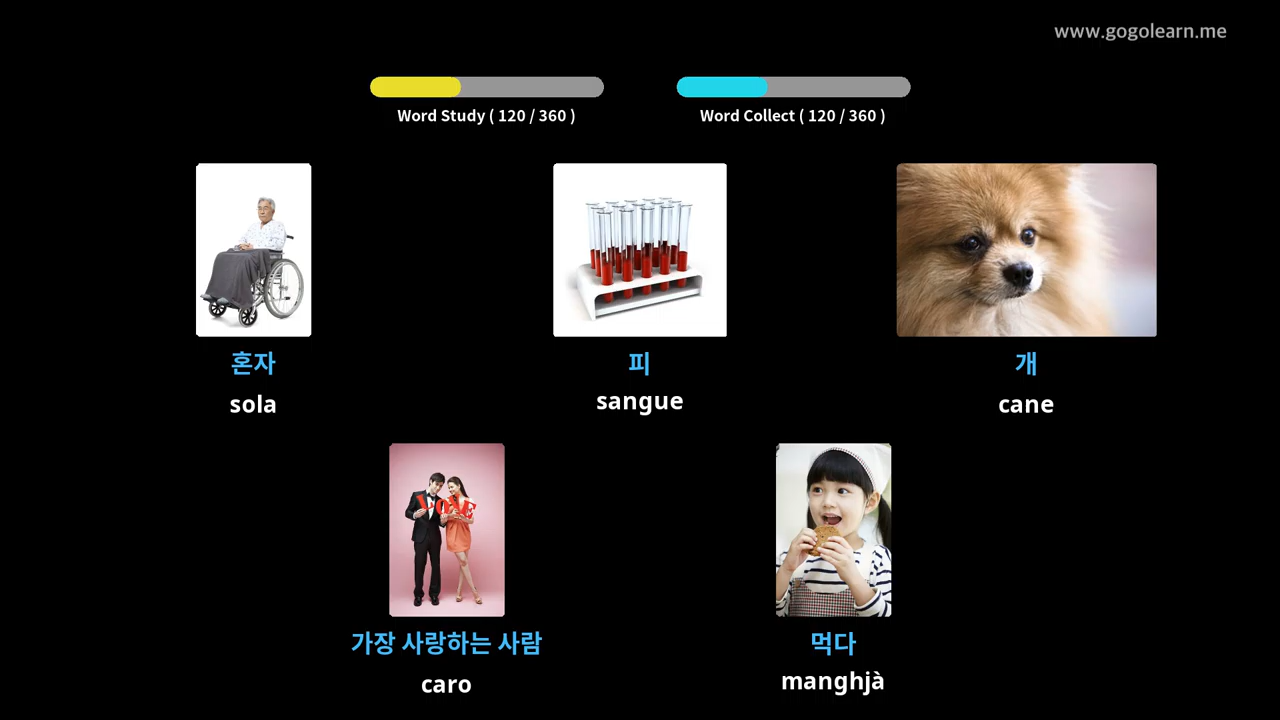 www.gogolearn.me
Word Study ( 120 / 360 )
Word Collect ( 120 / 360 )
혼자
sola
피
sangue
개
cane
가장 사랑하는 사람
caro
먹다
manghjà